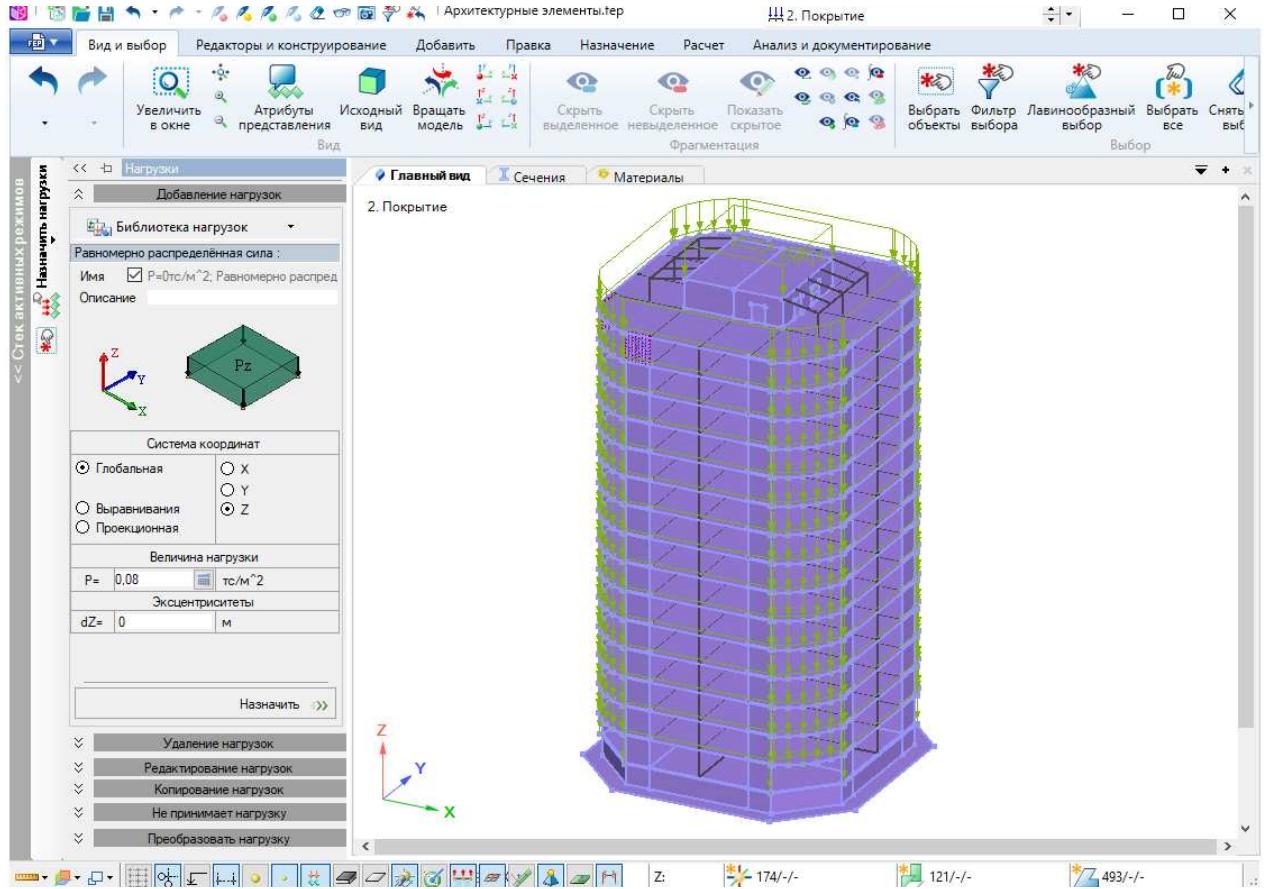 Архитектурные элементы.fep
2. Покрытие
FEP
Вид и выбор
Редакторы и конструирование
Добавить
Правка
Назначение
Расчет
Анализ и документирование
Увеличить в окне
Атрибуты представления
Исходный вид
Вращать модель
Скрыть выделенное
Скрыть невыделенное
Показать скрытое
Выбрать объекты
Фильтр выбора
Лавинообразный выбор
Выбрать все
Снять выб
Вид
Фрагментация
Выбор
<< Стек активных режимов
Назначить нагрузки
<<
Нагрузки
Добавление нагрузок
Библиотека нагрузок
Равномерно распределённая сила :
Имя P=0тс/м^2; Равномерно распред
Описание
Z
Y
X
Pz
Система координат
Глобальная
X
Y
Выравнивания
Z
Проекционная
Величина нагрузки
P= 0,08 тс/м^2
Эксцентриситеты
dZ= 0 м
Назначить
Удаление нагрузок
Редактирование нагрузок
Копирование нагрузок
Не принимает нагрузку
Преобразовать нагрузку
Главный вид
Сечения
Материалы
2. Покрытие
Z
Y
X
Z:
174/-/-
121/-/-
493/-/-